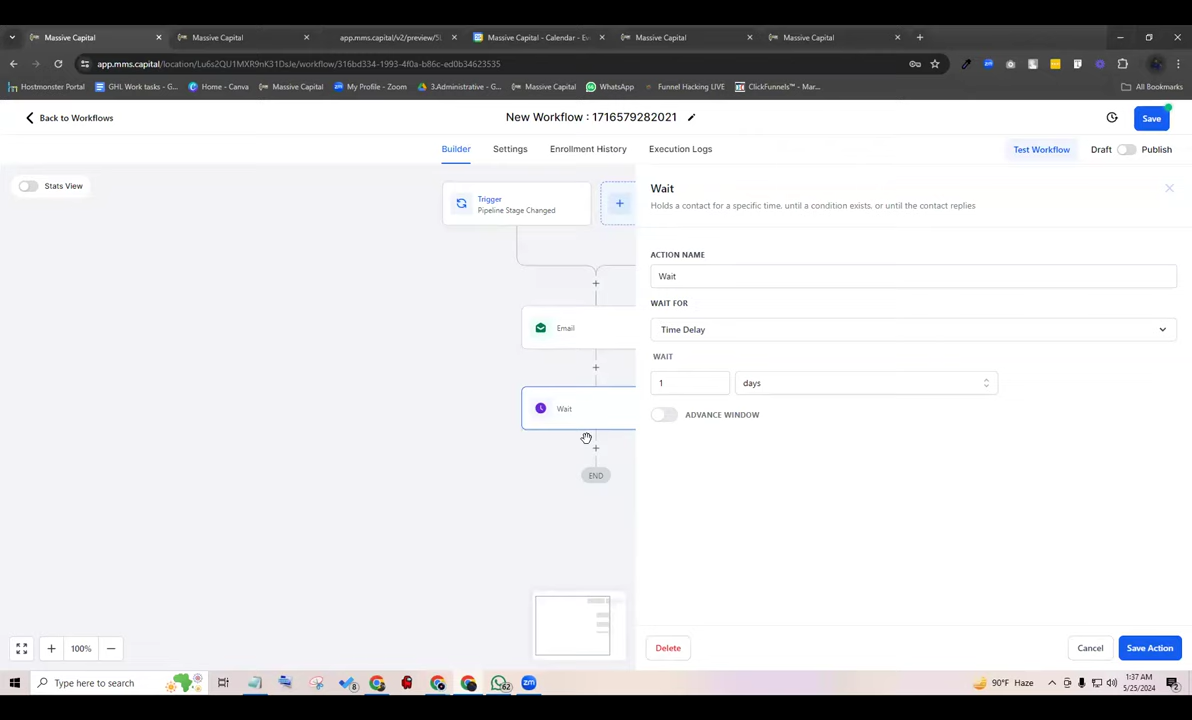 Massive Capital
Massive Capital
app.mms.capital/v2/preview/5
Massive Capital - Calendar - Ev
Massive Capital
Massive Capital
app.mms.capital/location/Lu6s2QU1MXR9nK31DsJe/workflow/316bd334-1993-4f0a-b86c-ed0b34623535
Hostmonster Portal
GHL Work tasks - G...
Home - Canva
Massive Capital
My Profile - Zoom
3.Administrative - G...
Massive Capital
WhatsApp
Funnel Hacking LIVE
ClickFunnels™ - Mar...
All Bookmarks
Back to Workflows
New Workflow : 1716579282021
Save
Builder
Settings
Enrollment History
Execution Logs
Test Workflow
Draft
Publish
Stats View
Trigger
Pipeline Stage Changed
Wait
Holds a contact for a specific time, until a condition exists, or until the contact replies
ACTION NAME
Wait
WAIT FOR
Time Delay
WAIT
1
days
ADVANCE WINDOW
Email
Wait
END
100%
Delete
Cancel
Save Action
Type here to search
8
62
zm
90°F Haze
1:37 AM
5/25/2024
2